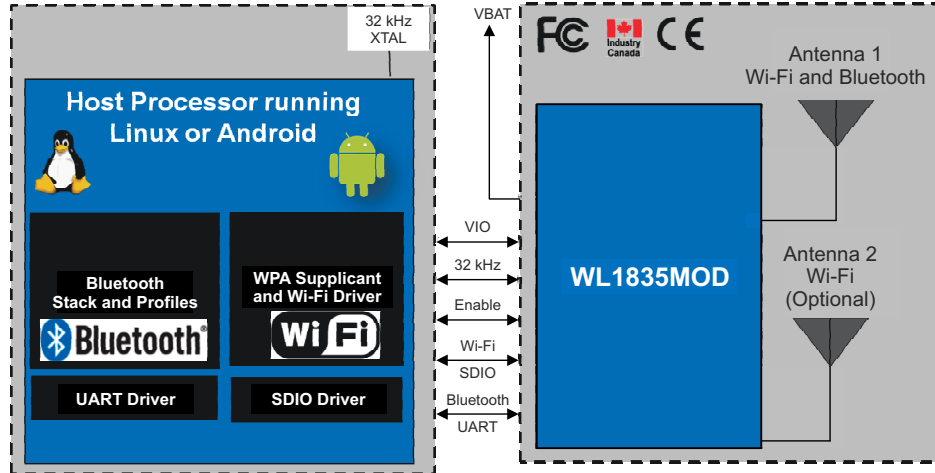 32 kHz
XTAL
Host Processor running
Linux or Android
Bluetooth
Stack and Profiles
Bluetooth®
WPA Supplicant
and Wi-Fi Driver
Wi Fi
UART Driver
SDIO Driver
VBAT
VIO
32 kHz
Enable
Wi-Fi
SDIO
Bluetooth
UART
FC
Industry
Canada
CE
WL1835MOD
Antenna 1
Wi-Fi and Bluetooth
Antenna 2
Wi-Fi
(Optional)